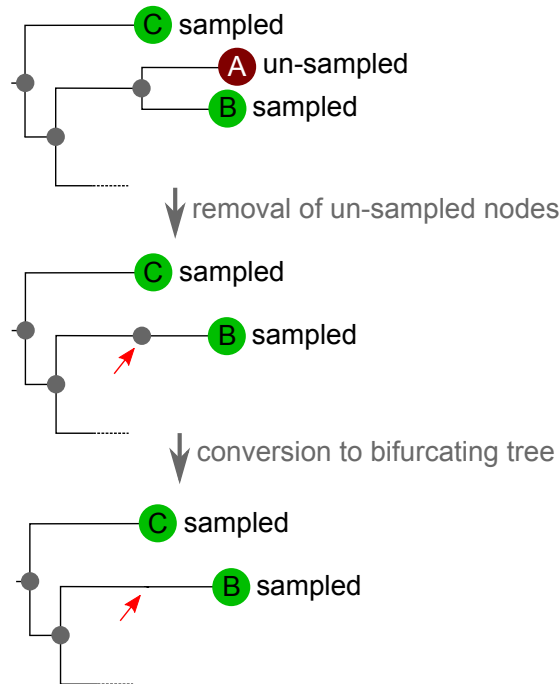 C sampled
A un-sampled
B sampled
removal of un-sampled nodes
C sampled
B sampled
conversion to bifurcating tree
C sampled
B sampled